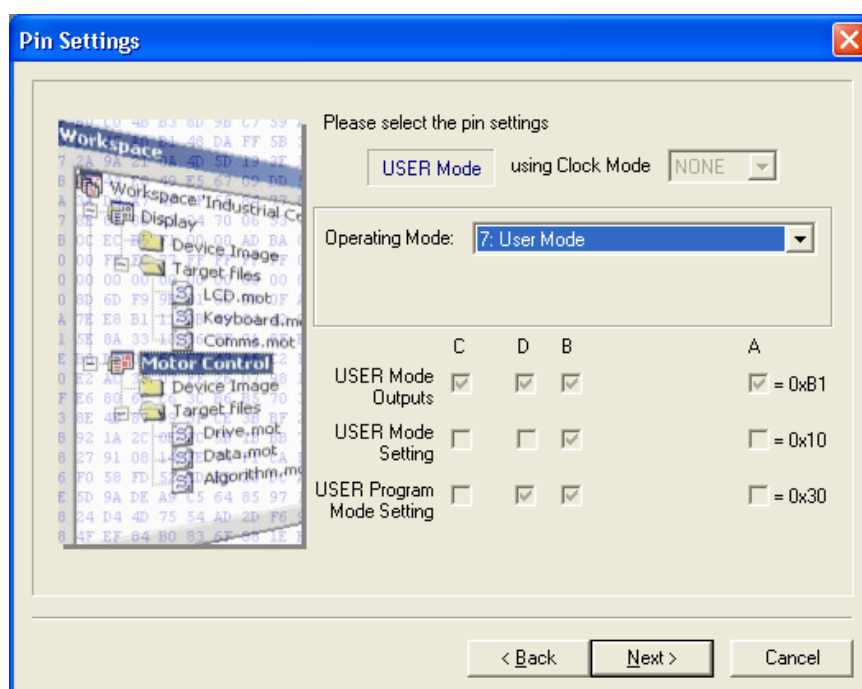 Pin Settings
Please select the pin settings
USER Mode using Clock Mode NONE
Operating Mode: 7: User Mode
C D B A
USER Mode Outputs = 0xB1
USER Mode Setting = 0x10
USER Program Mode Setting = 0x30
Workspace
Workspace 'Industrial Co
Display
Device Image
Target files
LCD.mot
Keyboard.m
Comms.mot
Motor Control
Device Image
Target files
Drive.mot
Data.mot
Algorithm.mo
< Back Next > Cancel